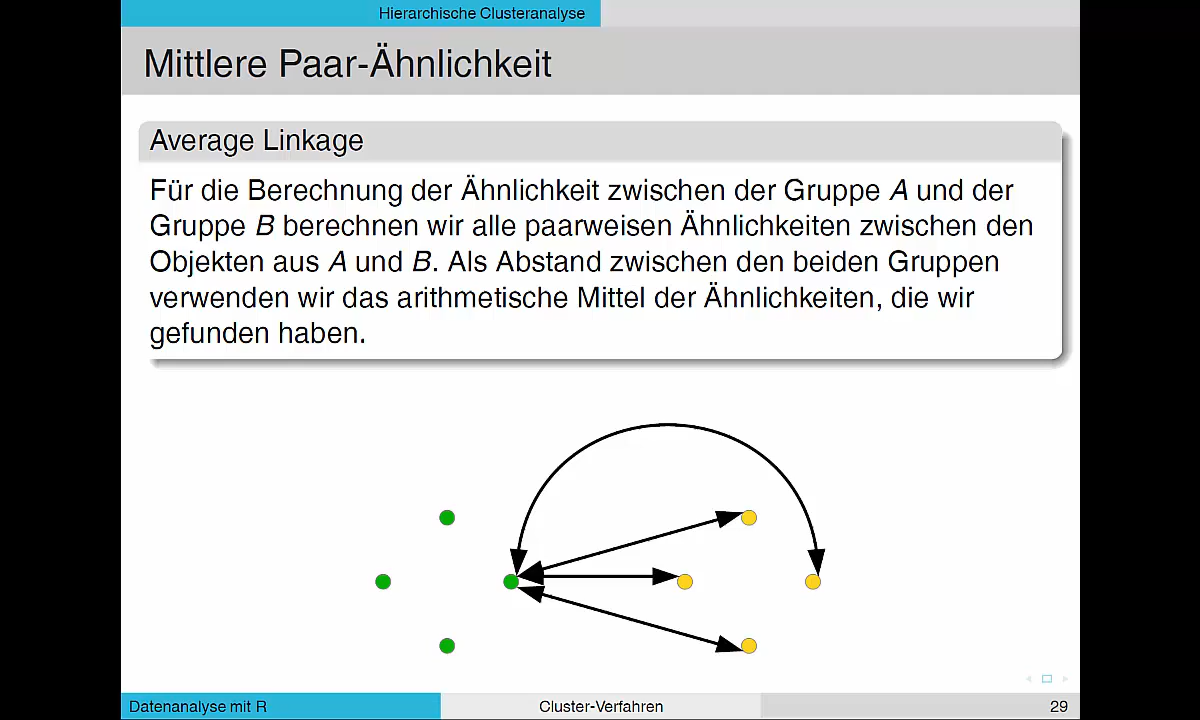 Hierarchische Clusteranalyse
Mittlere Paar-Ähnlichkeit
Average Linkage
Für die Berechnung der Ähnlichkeit zwischen der Gruppe A und der
Gruppe B berechnen wir alle paarweisen Ähnlichkeiten zwischen den
Objekten aus A und B. Als Abstand zwischen den beiden Gruppen
verwenden wir das arithmetische Mittel der Ähnlichkeiten, die wir
gefunden haben.
Datenanalyse mit R
Cluster-Verfahren
29